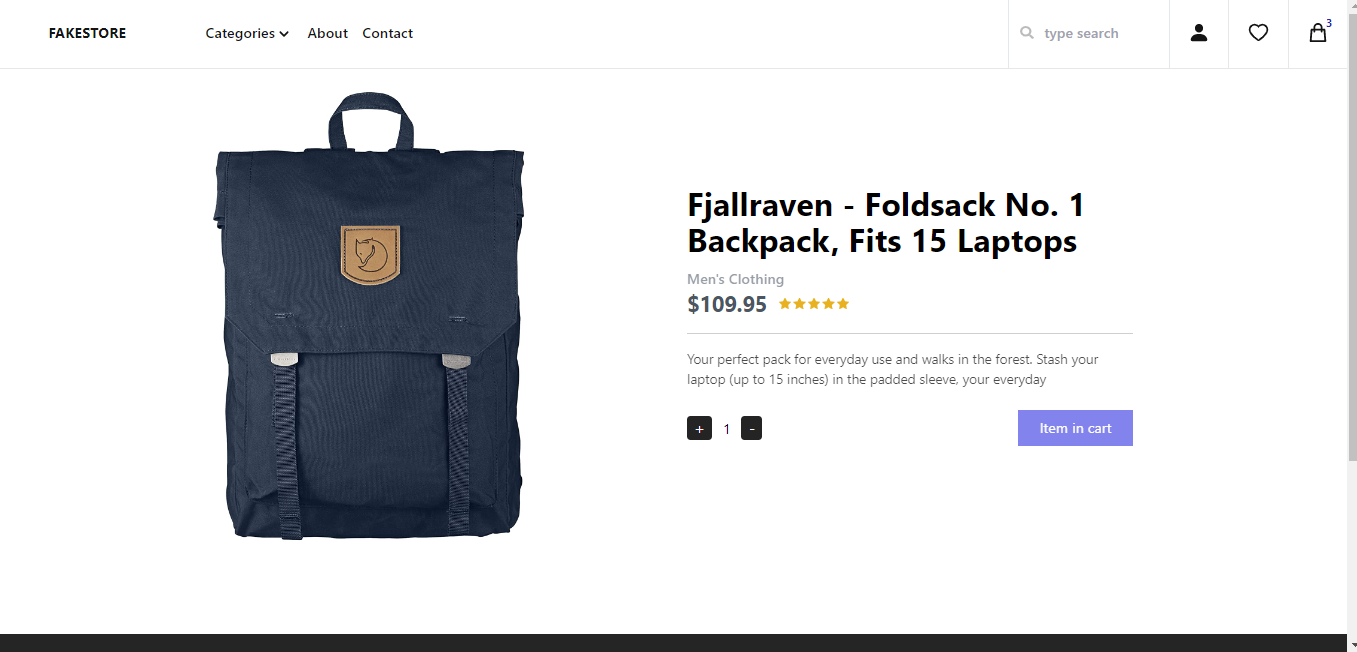 FAKESTORE
Categories
About
Contact
type search
3
Fjallraven - Foldsack No. 1
Backpack, Fits 15 Laptops
Men's Clothing
$109.95
Your perfect pack for everyday use and walks in the forest. Stash your
laptop (up to 15 inches) in the padded sleeve, your everyday
+ 1 -
Item in cart